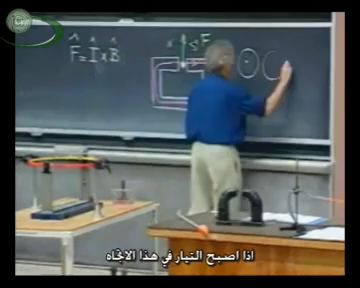 F̂ = Î x B̂
F
اذا اصبح التيار في هذا الاتجاه